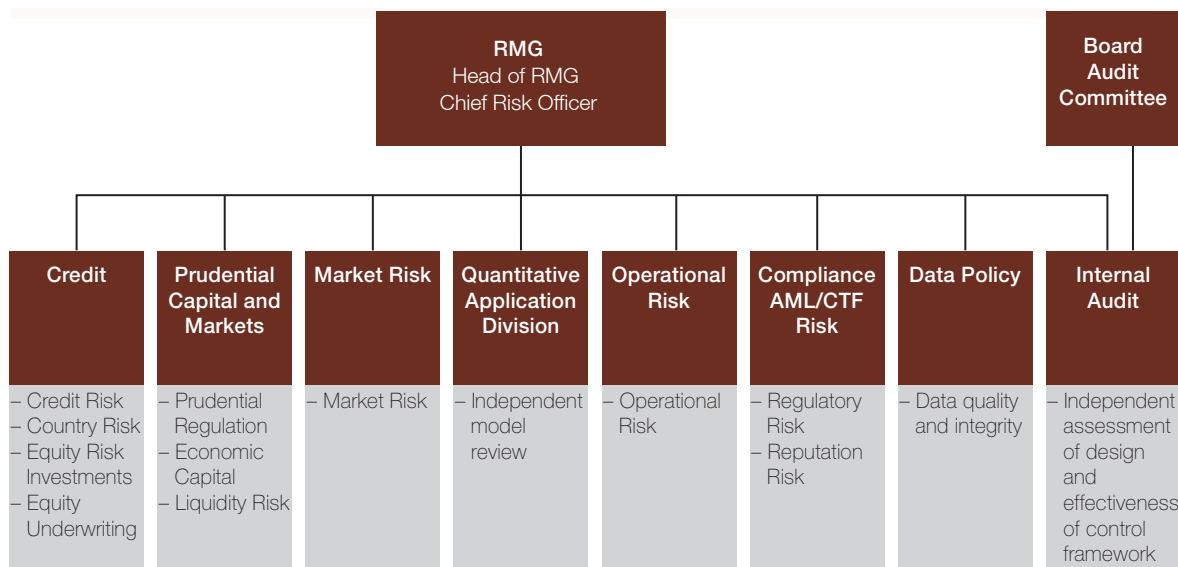 RMG
Head of RMG
Chief Risk Officer
Board
Audit
Committee
Credit
Prudential
Capital and
Markets
Market Risk
Quantitative
Application
Division
Operational
Risk
Compliance
AML/CTF
Risk
Data Policy
Internal
Audit
– Credit Risk
– Country Risk
– Equity Risk
Investments
– Equity
Underwriting
– Prudential
Regulation
– Economic
Capital
– Liquidity Risk
– Market Risk
– Independent
model
review
– Operational
Risk
– Regulatory
Risk
– Reputation
Risk
– Data quality
and integrity
– Independent
assessment
of design
and
effectiveness
of control
framework